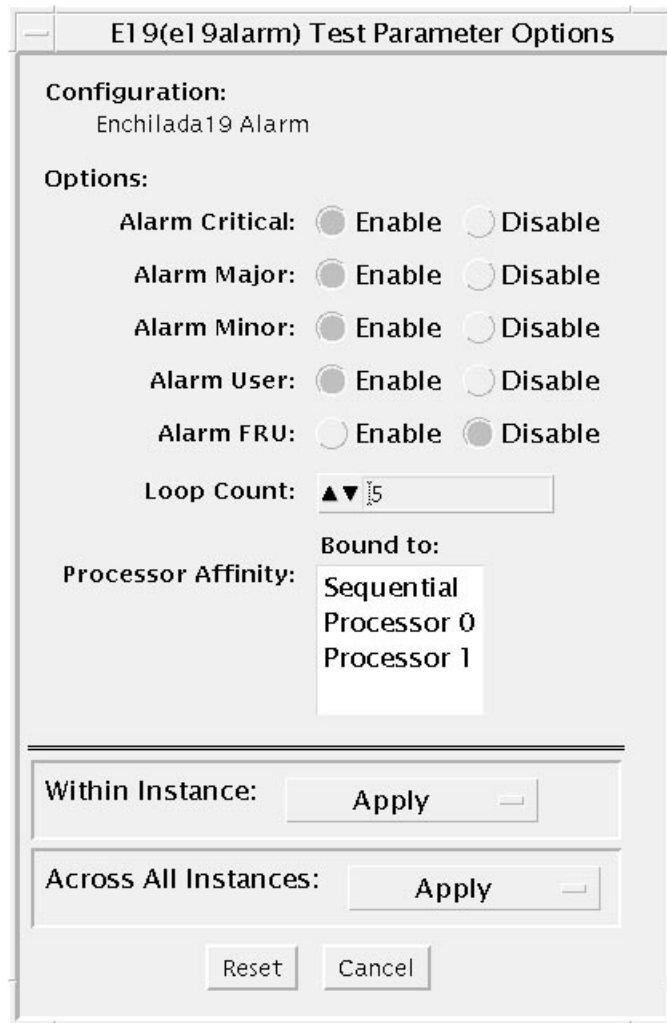 E19(e19alarm) Test Parameter Options
Configuration:
Enchilada19 Alarm
Options:
Alarm Critical: Enable Disable
Alarm Major: Enable Disable
Alarm Minor: Enable Disable
Alarm User: Enable Disable
Alarm FRU: Enable Disable
Loop Count: ▲▼ 5
Bound to:
Processor Affinity:
Sequential
Processor 0
Processor 1
Within Instance: Apply
Across All Instances: Apply
Reset Cancel